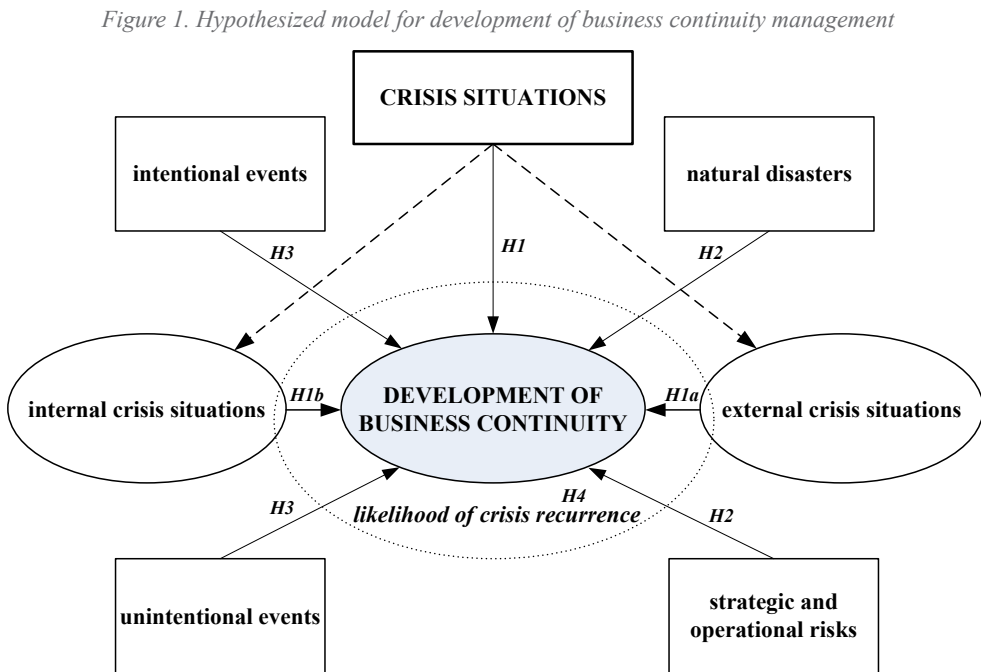 Figure 1. Hypothesized model for development of business continuity management
CRISIS SITUATIONS
intentional events
natural disasters
H3
H1
H2
internal crisis situations
H1b
DEVELOPMENT OF
BUSINESS CONTINUITY
H1a
external crisis situations
H3
H4
likelihood of crisis recurrence
H2
unintentional events
strategic and
operational risks